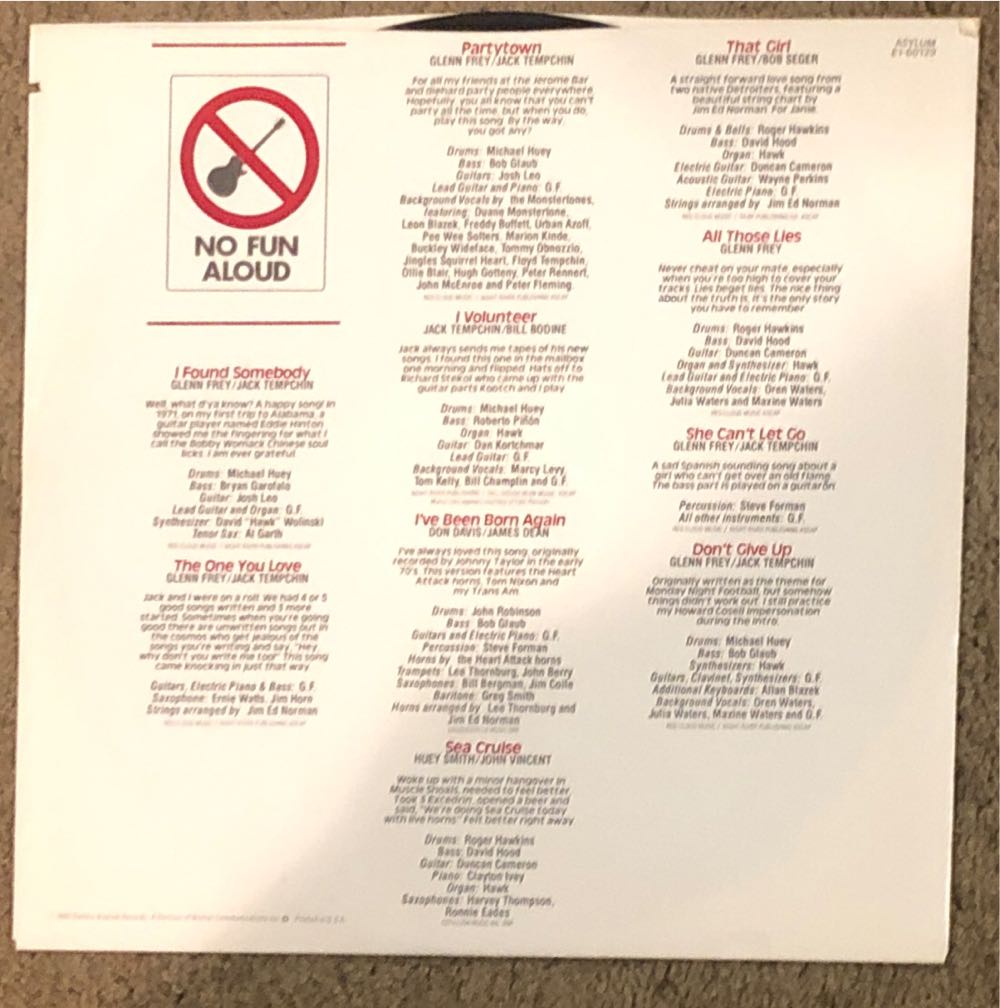 NO FUN
ALOUD
I Found Somebody
GLENN FREY/JACK TEMPCHIN
Well, what d'ya know? A happy song! In
1971, on my first trip to Alabama, a
guitar player named Eddie Hinton
showed me the fingering for what I
call the Bobby Womack Chinese soul
licks. I am ever grateful.
Drums: Michael Huey
Bass: Bryan Garofalo
Guitar: Josh Leo
Lead Guitar and Organ: G.F.
Synthesizer: David "Hawk" Wolinski
Tenor Sax: Al Garth
The One You Love
GLENN FREY/JACK TEMPCHIN
Jack and I were on a roll. We had 4 or 5
good songs written and 3 more
started. Sometimes when you're going
good there are unwritten songs out in
the cosmos who get jealous of the
songs you're writing and say, "Hey,
why don't you write me too". This song
came knocking in just that way.
Guitars, Electric Piano & Bass: G.F.
Saxophone: Ernie Watts, Jim Horn
Strings arranged by: Jim Ed Norman
Partytown
GLENN FREY/JACK TEMPCHIN
For all my friends at the Jerome Bar
and diehard party people everywhere.
Hopefully, you all know that you can't
party all the time, but when you do,
play this song. By the way,
you got any?
Drums: Michael Huey
Bass: Bob Glaub
Guitars: Josh Leo
Lead Guitar and Piano: G.F.
Background Vocals by: the Monstertones,
featuring: Duane Monstertone,
Leon Blazek, Freddy Buffett, Urban Azoff,
Pee Wee Solters, Marion Kinde,
Buckley Wideface, Tommy Obnozzio,
Jingles Squirrel Heart, Floyd Tempchin,
Ollie Blair, Hugh Gotteny, Peter Rennert,
John McEnroe and Peter Fleming.
I Volunteer
JACK TEMPCHIN/BILL BODINE
Jack always sends me tapes of his new
songs. I found this one in the mailbox
one morning and flipped. Hats off to
Richard Stekol who came up with the
guitar parts Kootch and I play.
Drums: Michael Huey
Bass: Roberto Piñón
Organ: Hawk
Guitar: Dan Kortchmar
Lead Guitar: G.F.
Background Vocals: Marcy Levy,
Tom Kelly, Bill Champlin and G.F.
I've Been Born Again
DON DAVIS/JAMES DEAN
I've always loved this song, originally
recorded by Johnny Taylor in the early
70's. This version features the Heart
Attack horns, Tom Nixon and
my Trans Am.
Drums: John Robinson
Bass: Bob Glaub
Guitars and Electric Piano: G.F.
Percussion: Steve Forman
Horns by: the Heart Attack horns
Trumpets: Lee Thornburg, John Berry
Saxophones: Bill Bergman, Jim Coile
Baritone: Greg Smith
Horns arranged by: Lee Thornburg and
Jim Ed Norman
Sea Cruise
HUEY SMITH/JOHN VINCENT
Woke up with a minor hangover in
Muscle Shoals, needed to feel better.
Took 3 Excedrin, opened a beer and
said, "We're doing Sea Cruise today
with live horns". Felt better right away.
Drums: Roger Hawkins
Bass: David Hood
Guitar: Duncan Cameron
Piano: Clayton Ivey
Organ: Hawk
Saxophones: Harvey Thompson,
Ronnie Eades
That Girl
GLENN FREY/BOB SEGER
A straight forward love song from
two native Detroiters, featuring a
beautiful string chart by
Jim Ed Norman. For Janie.
Drums & Bells: Roger Hawkins
Bass: David Hood
Organ: Hawk
Electric Guitar: Duncan Cameron
Acoustic Guitar: Wayne Perkins
Electric Piano: G.F.
Strings arranged by: Jim Ed Norman
All Those Lies
GLENN FREY
Never cheat on your mate, especially
when you're too high to cover your
tracks. Lies beget lies. The nice thing
about the truth is, it's the only story
you have to remember.
Drums: Roger Hawkins
Bass: David Hood
Guitar: Duncan Cameron
Organ and Synthesizer: Hawk
Lead Guitar and Electric Piano: G.F.
Background Vocals: Oren Waters,
Julia Waters and Maxine Waters
She Can't Let Go
GLENN FREY/JACK TEMPCHIN
A sad Spanish sounding song about a
girl who can't get over an old flame.
The bass part is played on a guitarón.
Percussion: Steve Forman
All other instruments: G.F.
Don't Give Up
GLENN FREY/JACK TEMPCHIN
Originally written as the theme for
Monday Night Football, but somehow
things didn't work out. I still practice
my Howard Cosell impersonation
during the intro.
Drums: Michael Huey
Bass: Bob Glaub
Synthesizers: Hawk
Guitars, Clavinet, Synthesizers: G.F.
Additional Keyboards: Allan Blazek
Background Vocals: Oren Waters,
Julia Waters, Maxine Waters and G.F.
ASYLUM
E1-60129